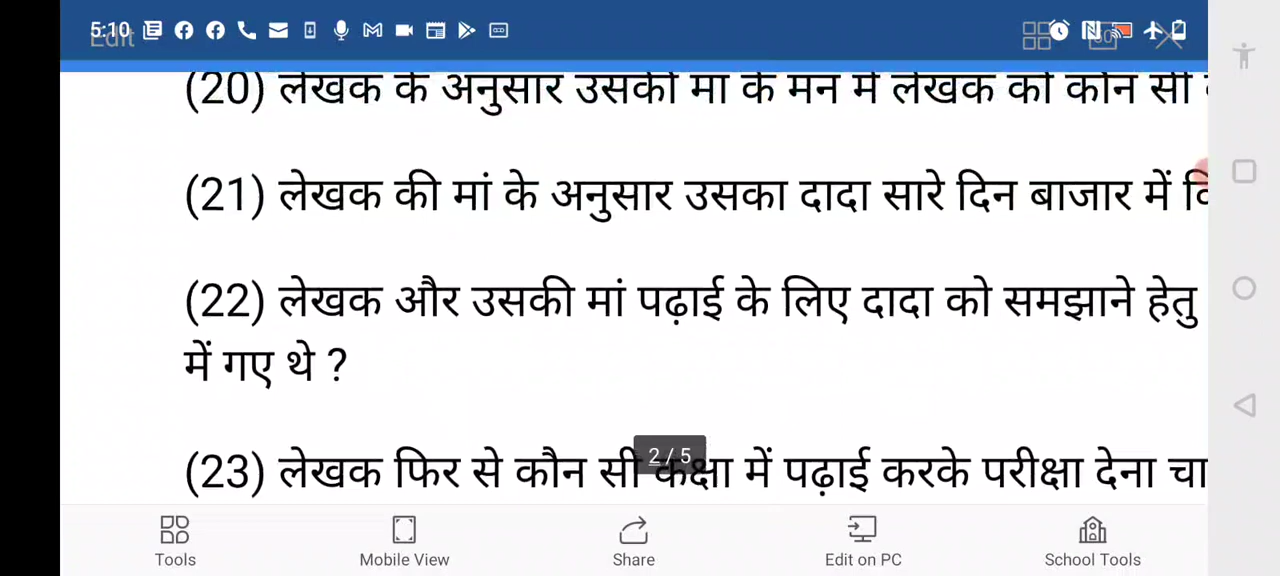 5:10
Edit
(20) लेखक के अनुसार उसकी मां के मन में लेखक को कौन सी
(21) लेखक की मां के अनुसार उसका दादा सारे दिन बाजार में
(22) लेखक और उसकी मां पढ़ाई के लिए दादा को समझाने हेतु
में गए थे ?
2 / 5
(23) लेखक फिर से कौन सी कक्षा में पढ़ाई करके परीक्षा देना चा
Tools
Mobile View
Share
Edit on PC
School Tools